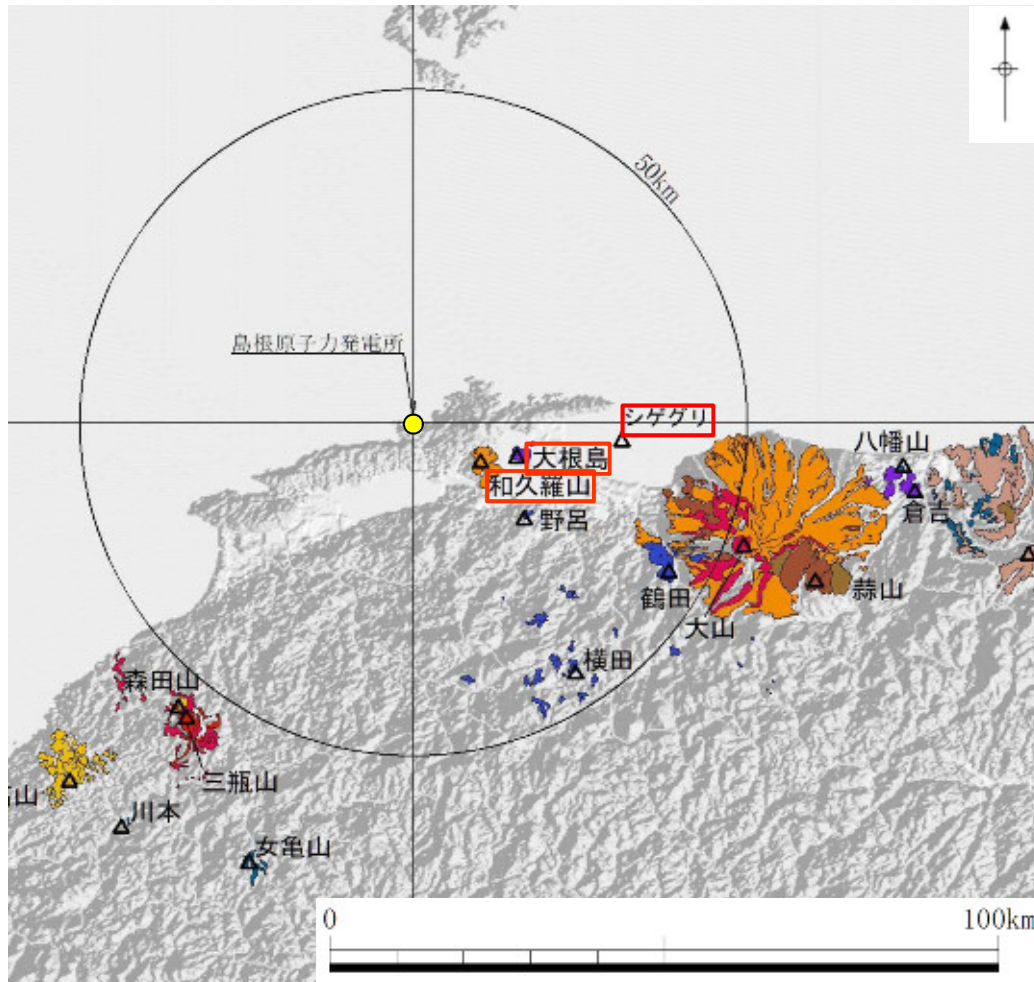 50km
島根原子力発電所
シゲグリ
大根島
和久羅山
野呂
八幡山
倉吉
鶴田
大山
蒜山
横田
森田山
三瓶山
川本
女亀山
山
0
100km